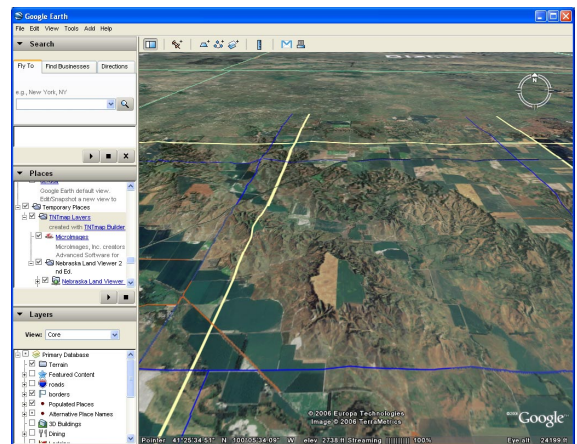 Google Earth
File Edit View Tools Add Help
Search
Fly To Find Businesses Directions
e.g., New York, NY
Places
Google Earth default view.
Edit/Snapshot a new view to
Temporary Places
TNTmap Layers
created with TNTmap Builder
MicroImages
MicroImages, Inc. creators
Advanced Software for
Nebraska Land Viewer 2
nd Ed.
Nebraska Land Viewer
Layers
View: Core
Primary Database
Terrain
Featured Content
roads
borders
Populated Places
Alternative Place Names
3D Buildings
Dining
Lodging
N
© 2006 Europa Technologies
Image © 2006 TerraMetrics
Google
Pointer 41°25'34.51" N 100°05'34.09" W elev 2738 ft Streaming 100% Eye alt 24199 ft